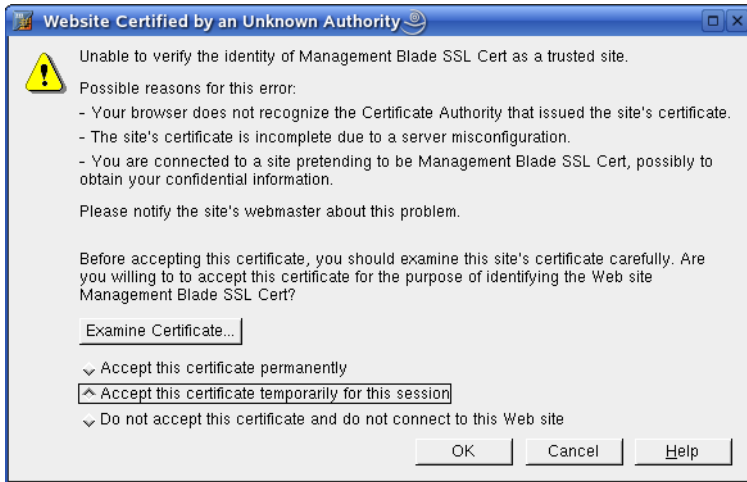 Website Certified by an Unknown Authority
Unable to verify the identity of Management Blade SSL Cert as a trusted site.
Possible reasons for this error:
- Your browser does not recognize the Certificate Authority that issued the site's certificate.
- The site's certificate is incomplete due to a server misconfiguration.
- You are connected to a site pretending to be Management Blade SSL Cert, possibly to
obtain your confidential information.
Please notify the site's webmaster about this problem.
Before accepting this certificate, you should examine this site's certificate carefully. Are
you willing to to accept this certificate for the purpose of identifying the Web site
Management Blade SSL Cert?
Examine Certificate...
Accept this certificate permanently
Accept this certificate temporarily for this session
Do not accept this certificate and do not connect to this Web site
OK Cancel Help